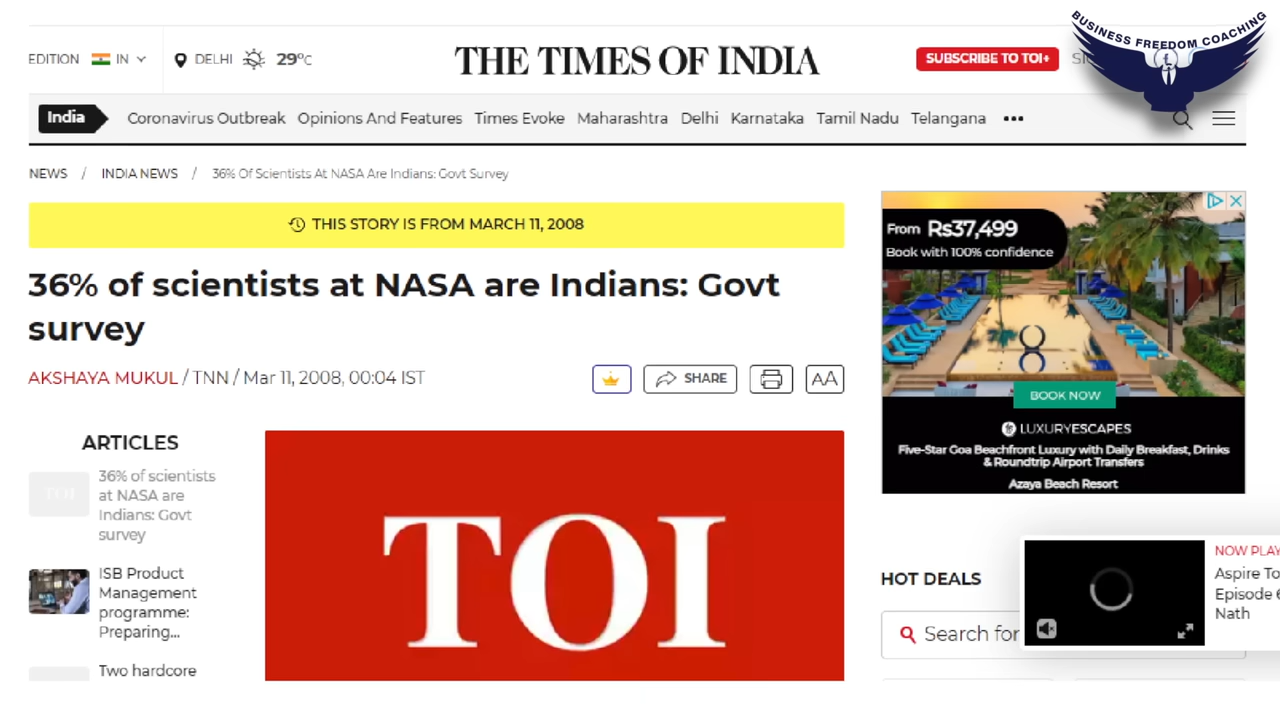 BUSINESS FREEDOM COACHING
EDITION IN DELHI 29°C
THE TIMES OF INDIA
SUBSCRIBE TO TOI+
India Coronavirus Outbreak Opinions And Features Times Evoke Maharashtra Delhi Karnataka Tamil Nadu Telangana •••
NEWS / INDIA NEWS / 36% Of Scientists At NASA Are Indians: Govt Survey
THIS STORY IS FROM MARCH 11, 2008
36% of scientists at NASA are Indians: Govt
survey
AKSHAYA MUKUL / TNN / Mar 11, 2008, 00:04 IST
SHARE
AA
ARTICLES
36% of scientists
at NASA are
Indians: Govt
survey
ISB Product
Management
programme:
Preparing...
Two hardcore
TOI
TOI
From Rs37,499
Book with 100% confidence
BOOK NOW
LUXURYESCAPES
Five-Star Goa Beachfront Luxury with Daily Breakfast, Drinks
& Roundtrip Airport Transfers
Azaya Beach Resort
HOT DEALS
Search for
NOW PLAY
Aspire To
Episode 6
Nath